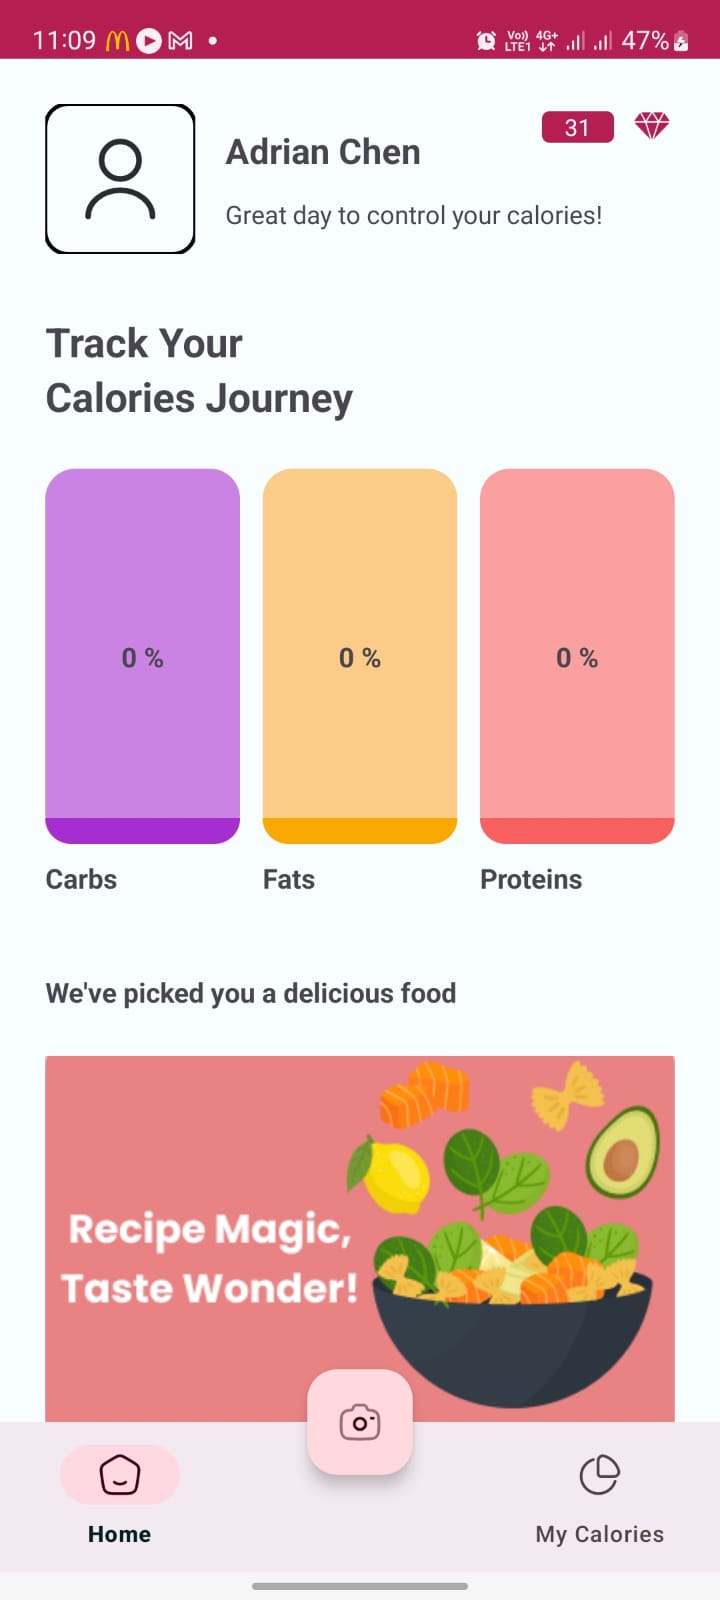 11:09
Vo)) 4G+
LTE1
47%
31
Adrian Chen
Great day to control your calories!
Track Your
Calories Journey
0 %
0 %
0 %
Carbs
Fats
Proteins
We've picked you a delicious food
Recipe Magic,
Taste Wonder!
Home
My Calories